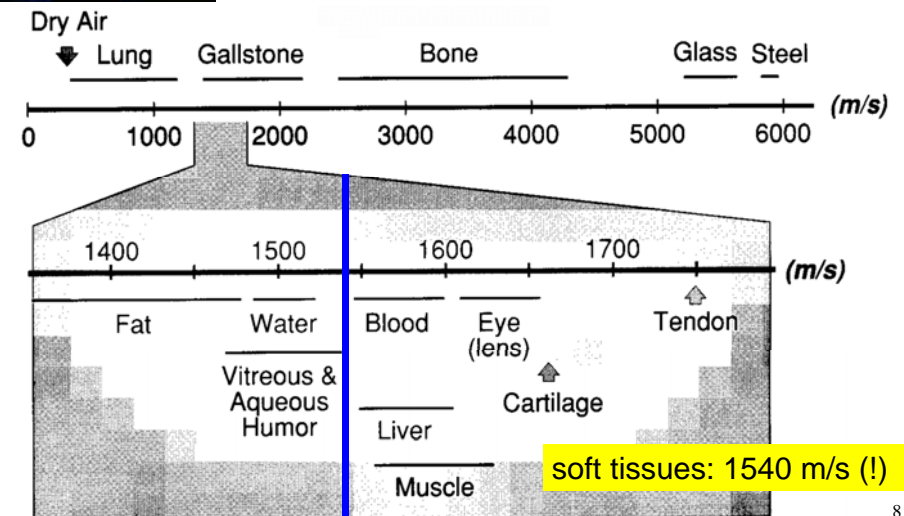 Dry Air
Lung Gallstone Bone Glass Steel
(m/s)
0 1000 2000 3000 4000 5000 6000
1400 1500 1600 1700
(m/s)
Fat Water Blood Eye (lens) Tendon
Vitreous & Aqueous Humor
Cartilage
Liver
Muscle
soft tissues: 1540 m/s (!)
8